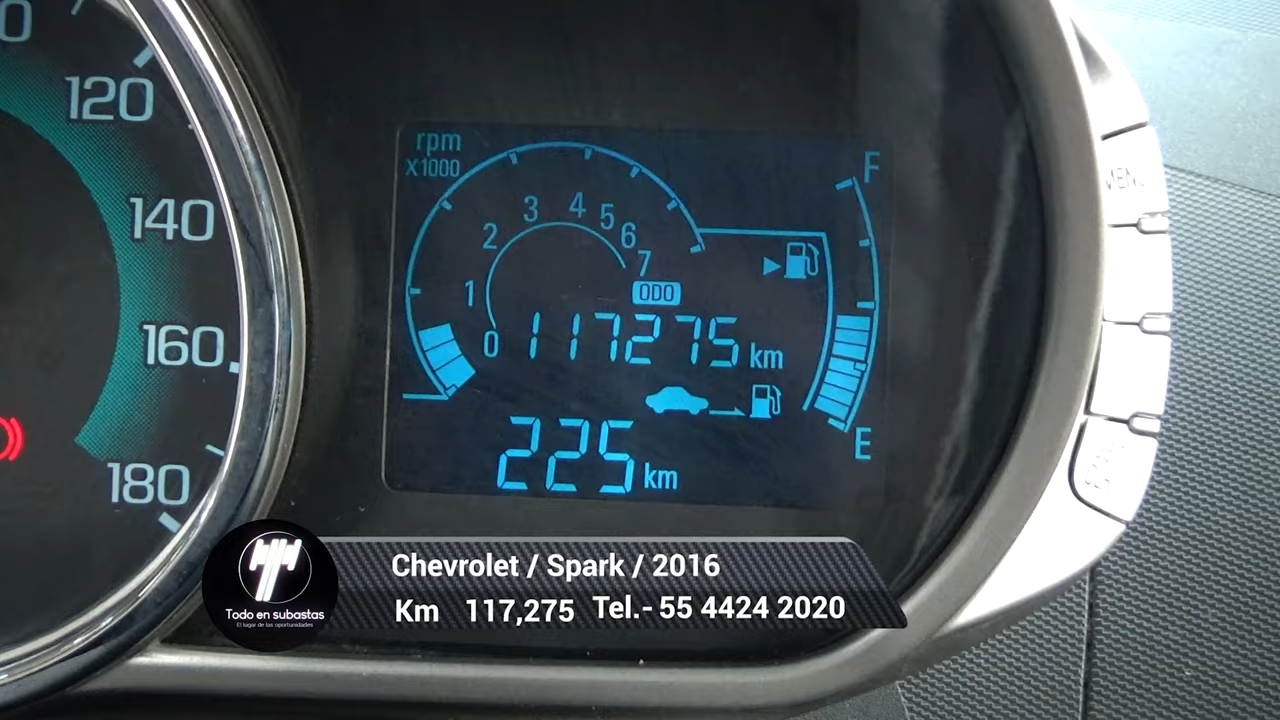 120
140
160
180
rpm
X1000
0
1
2
3
4
5
6
7
ODO
117275 km
225 km
F
E
MENU
Chevrolet / Spark / 2016
Km 117,275 Tel.- 55 4424 2020
Todo en subastas
El lugar de las oportunidades